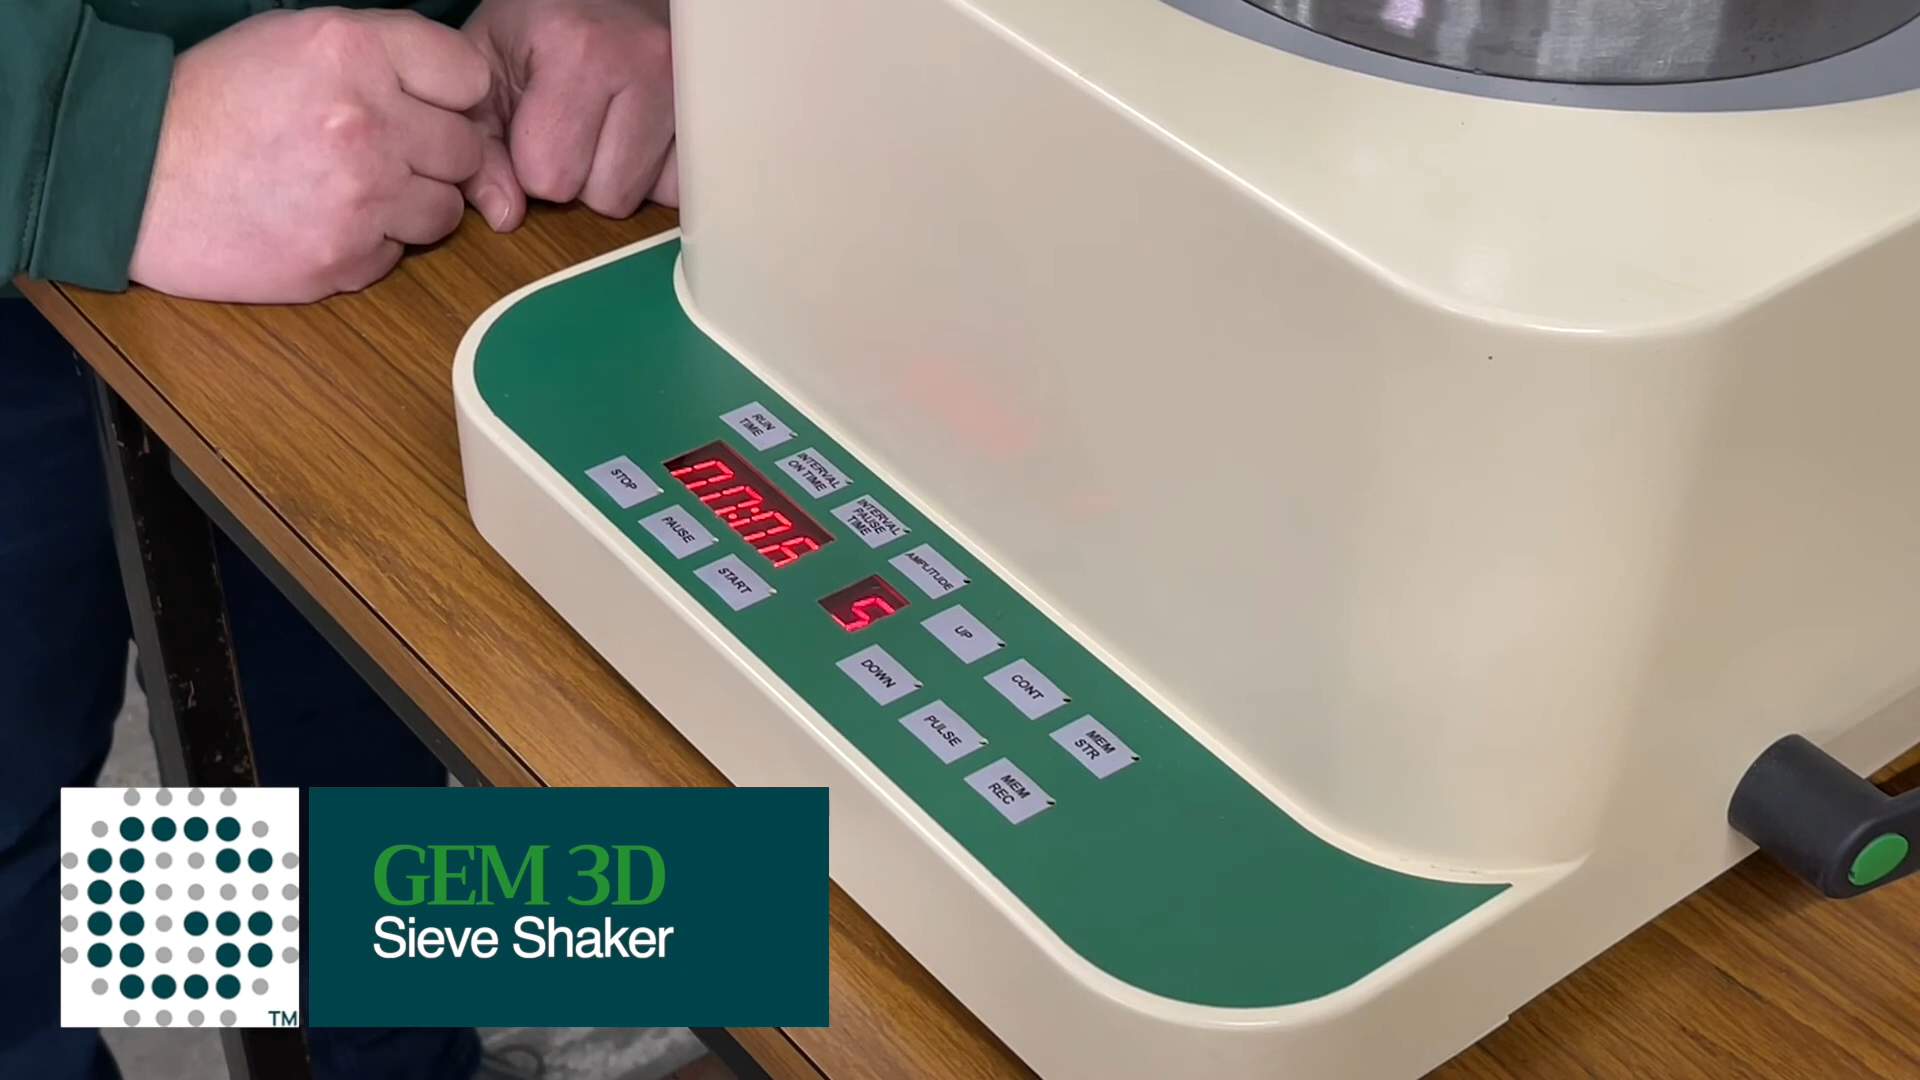 RUN
TIME
INTERVAL
ON TIME
INTERVAL
PAUSE
TIME
AMPLITUDE
STOP
PAUSE
START
5
UP
DOWN
CONT
PULSE
MEM
STR
MEM
REC
GEM 3D
Sieve Shaker
TM